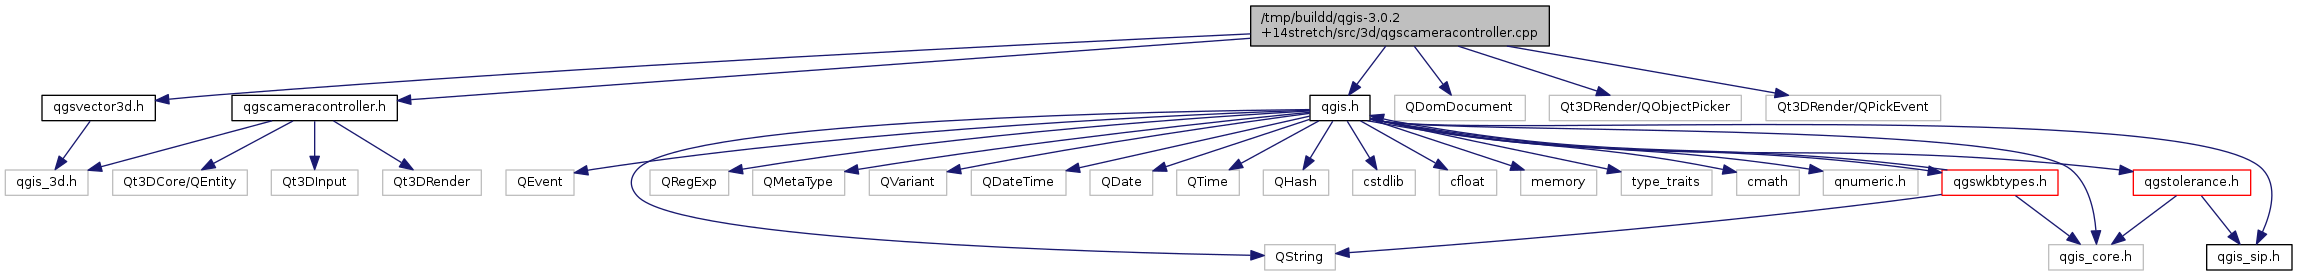 /tmp/buildd/qgis-3.0.2
+14stretch/src/3d/qgscameracontroller.cpp
qgsvector3d.h
qgscameracontroller.h
qgis.h
QDomDocument
Qt3DRender/QObjectPicker
Qt3DRender/QPickEvent
qgis_3d.h
Qt3DCore/QEntity
Qt3DInput
Qt3DRender
QEvent
QRegExp
QMetaType
QVariant
QDateTime
QDate
QTime
QHash
cstdlib
cfloat
memory
type_traits
cmath
qnumeric.h
qgswkbtypes.h
qgstolerance.h
QString
qgis_core.h
qgis_sip.h